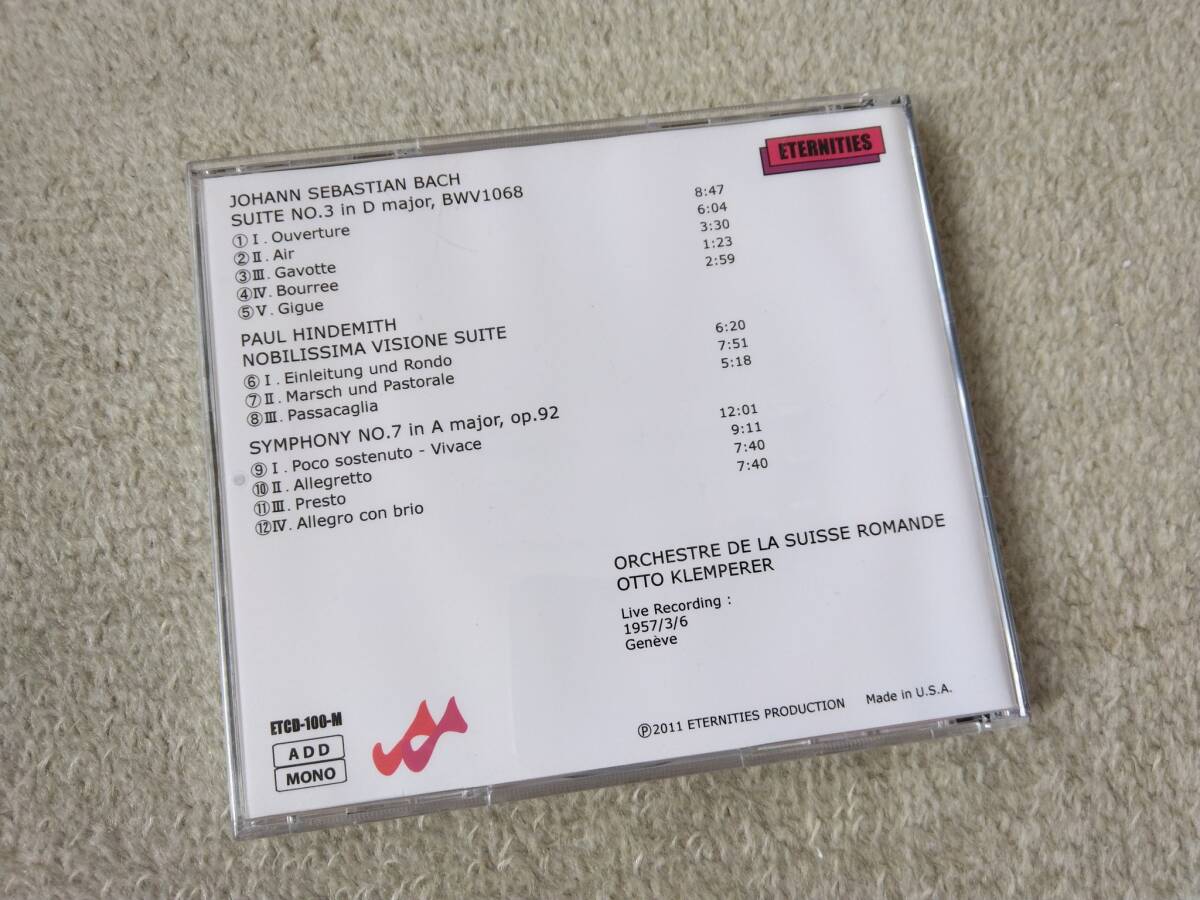 ETERNITIES
JOHANN SEBASTIAN BACH
SUITE NO.3 in D major, BWV1068
①Ⅰ. Ouverture 8:47
②Ⅱ. Air 6:04
③Ⅲ. Gavotte 3:30
④Ⅳ. Bourree 1:23
⑤Ⅴ. Gigue 2:59
PAUL HINDEMITH
NOBILISSIMA VISIONE SUITE
⑥Ⅰ. Einleitung und Rondo 6:20
⑦Ⅱ. Marsch und Pastorale 7:51
⑧Ⅲ. Passacaglia 5:18
SYMPHONY NO.7 in A major, op.92
⑨Ⅰ. Poco sostenuto - Vivace 12:01
⑩Ⅱ. Allegretto 9:11
⑪Ⅲ. Presto 7:40
⑫Ⅳ. Allegro con brio 7:40
ORCHESTRE DE LA SUISSE ROMANDE
OTTO KLEMPERER
Live Recording :
1957/3/6
Genève
ETCD-100-M
ADD
MONO
Ⓟ2011 ETERNITIES PRODUCTION Made in U.S.A.